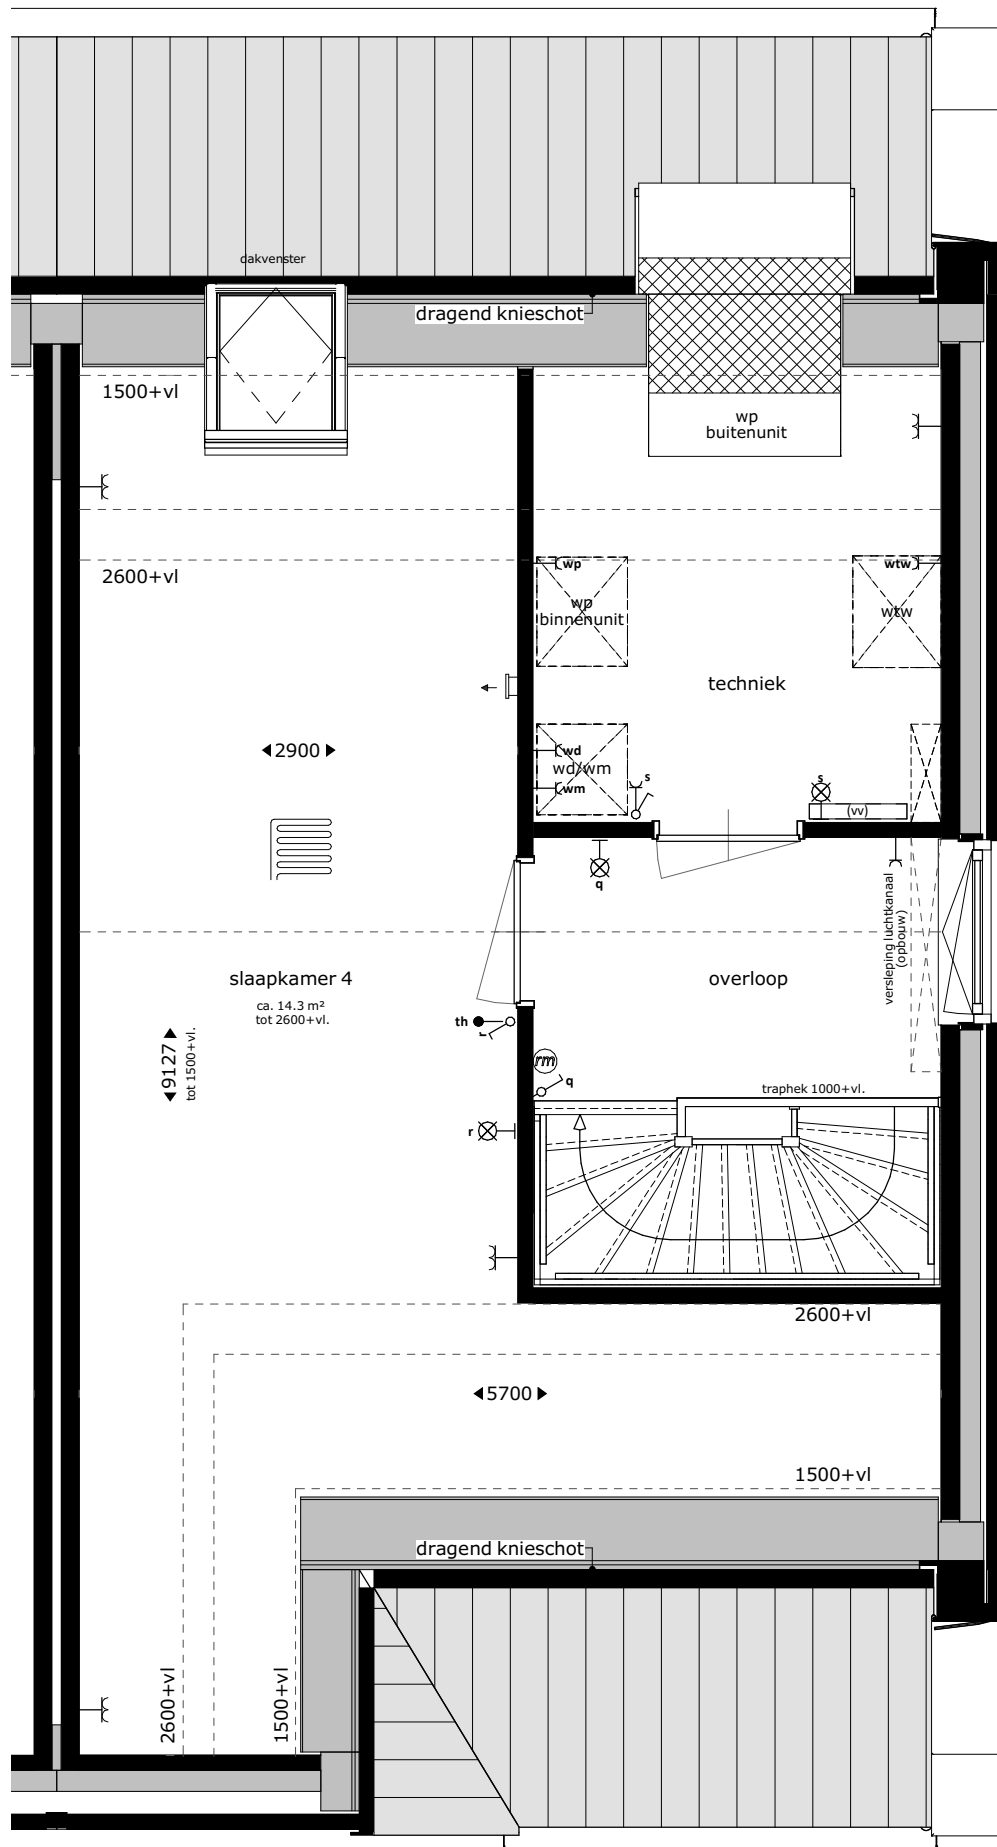 dakvenster
dragend knieschot
1500+vl
wp
buitenunit
2600+vl
wp
wp
binnenunit
wtw
wtw
techniek
2900
wd
wd/wm
wm
s
s
(vv)
q
versleping luchtkanaal
(opbouw)
slaapkamer 4
ca. 14.3 m²
tot 2600+vl.
overloop
th
r
9127
tot 1500+vl.
rm
q
traphek 1000+vl.
r
2600+vl
5700
1500+vl
dragend knieschot
2600+vl
1500+vl